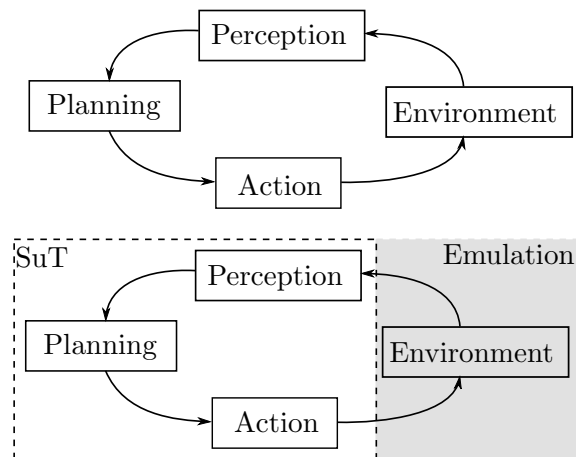 Perception
Planning
Environment
Action
SuT
Emulation
Perception
Planning
Environment
Action